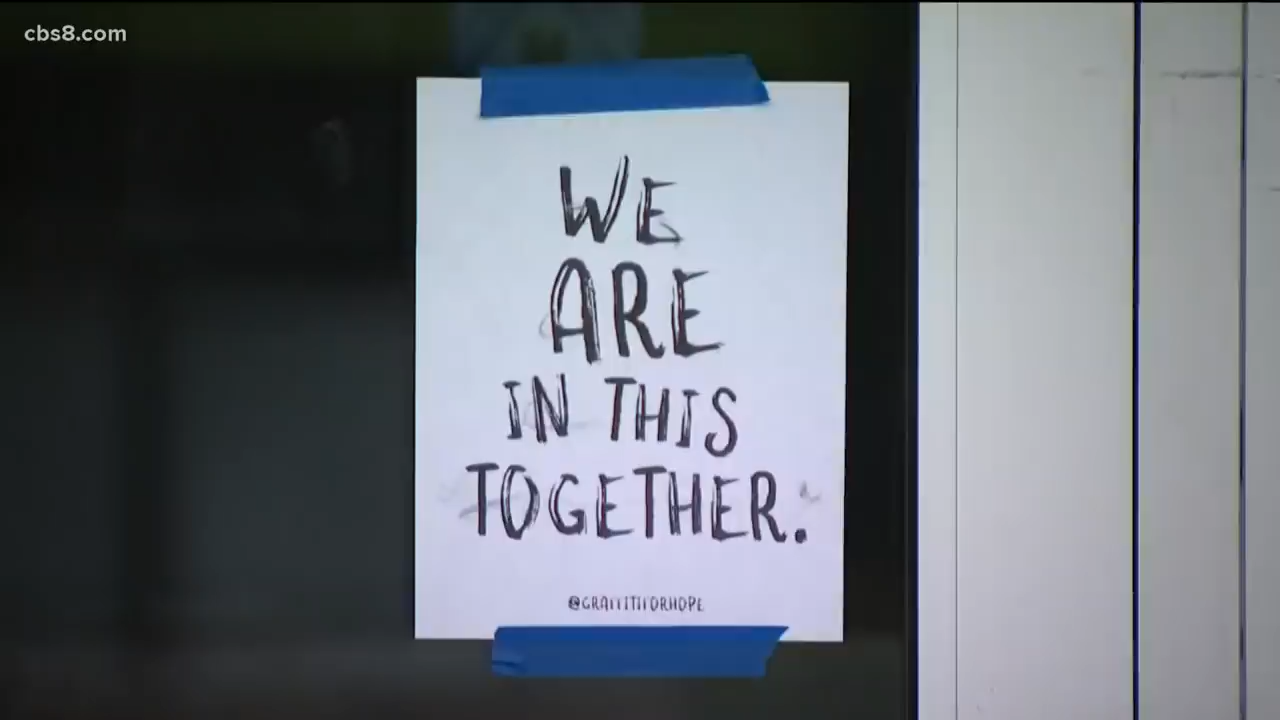 cbs8.com
WE
ARE
IN THIS
TOGETHER.
@GRAFFITIFORHOPE